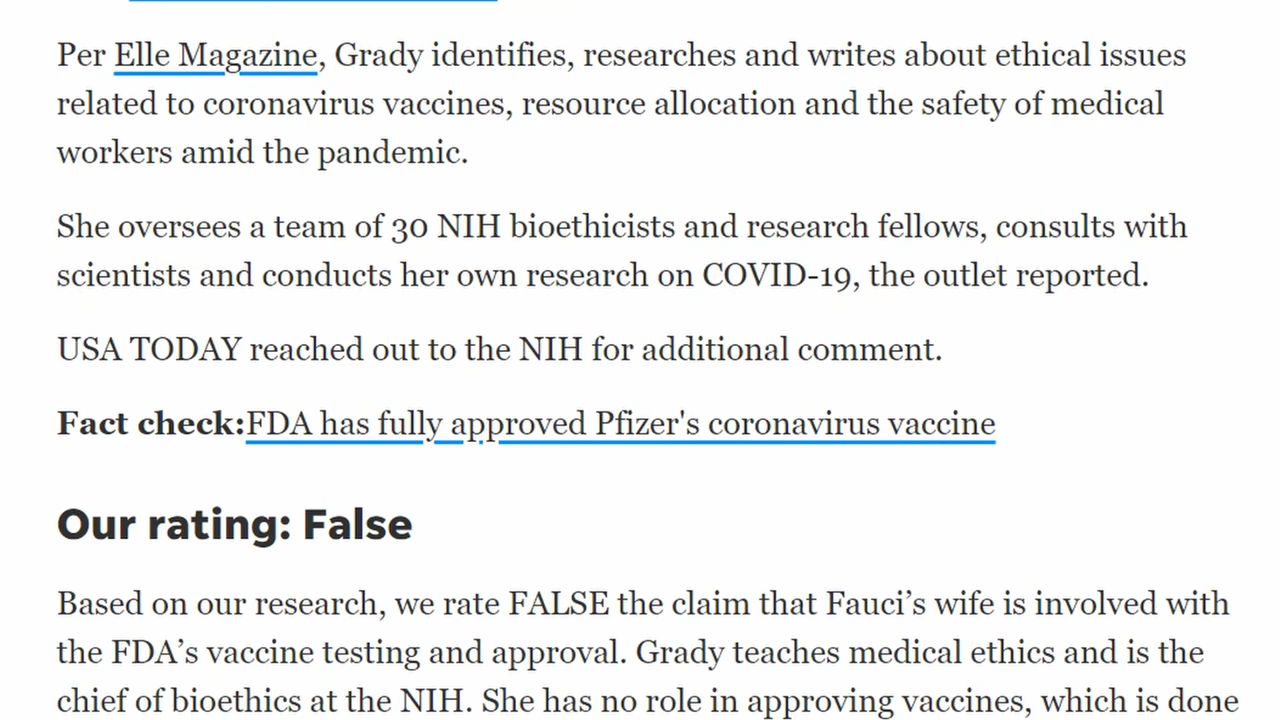 Per Elle Magazine, Grady identifies, researches and writes about ethical issues
related to coronavirus vaccines, resource allocation and the safety of medical
workers amid the pandemic.
She oversees a team of 30 NIH bioethicists and research fellows, consults with
scientists and conducts her own research on COVID-19, the outlet reported.
USA TODAY reached out to the NIH for additional comment.
Fact check:FDA has fully approved Pfizer's coronavirus vaccine
Our rating: False
Based on our research, we rate FALSE the claim that Fauci’s wife is involved with
the FDA’s vaccine testing and approval. Grady teaches medical ethics and is the
chief of bioethics at the NIH. She has no role in approving vaccines, which is done